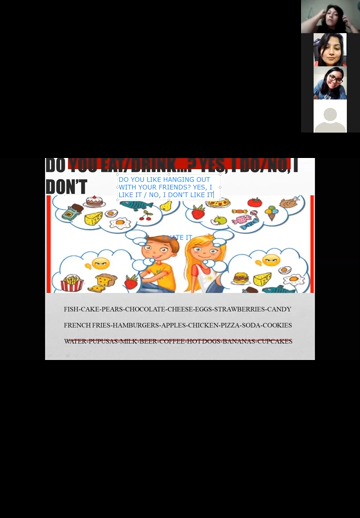 DO YOU EAT/DRINK...? YES, I DO/NO, I
DON'T
DO YOU LIKE HANGING OUT
WITH YOUR FRIENDS? YES, I
LIKE IT / NO, I DON'T LIKE IT
IT
FISH-CAKE-PEARS-CHOCOLATE-CHEESE-EGGS-STRAWBERRIES-CANDY
FRENCH FRIES-HAMBURGERS-APPLES-CHICKEN-PIZZA-SODA-COOKIES
WATER-PUPUSAS-MILK-BEER-COFFEE-HOTDOGS-BANANAS-CUPCAKES